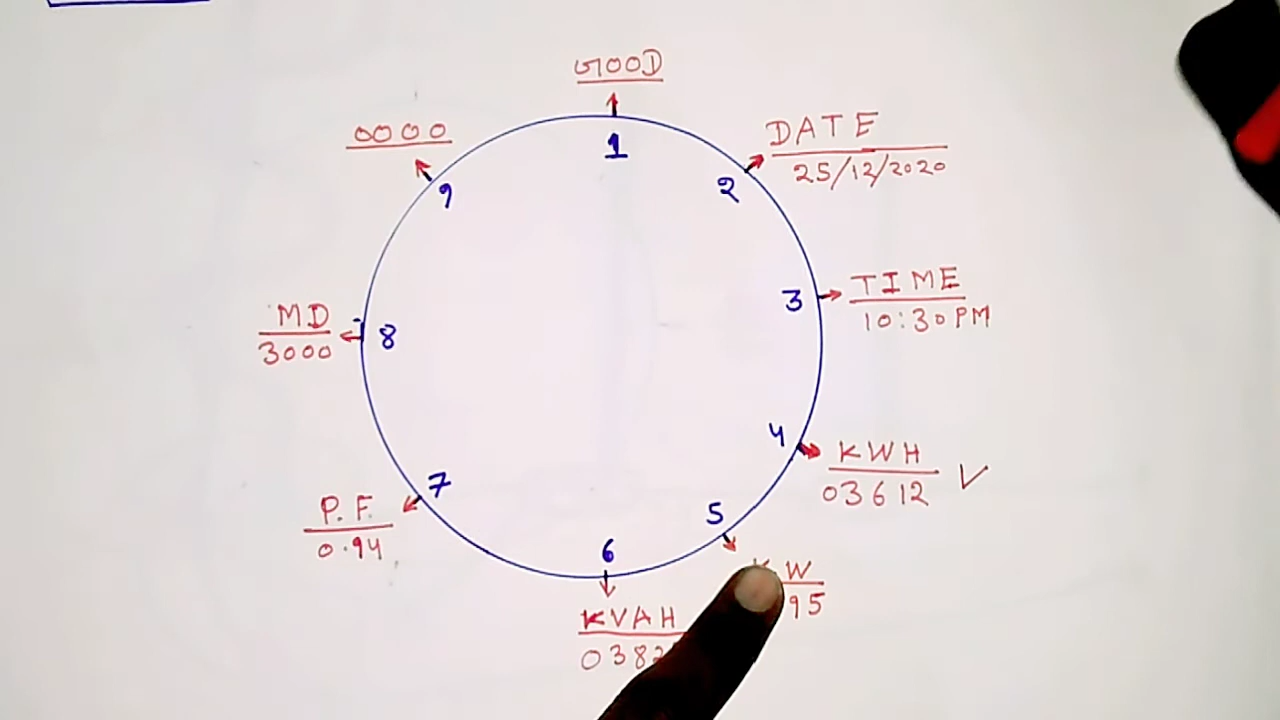 GOOD
1
DATE
25/12/2020
2
TIME
10:30PM
3
KWH
03612
4
W
95
5
KVAH
6
P.F.
0.94
7
MD
3000
8
0000
9